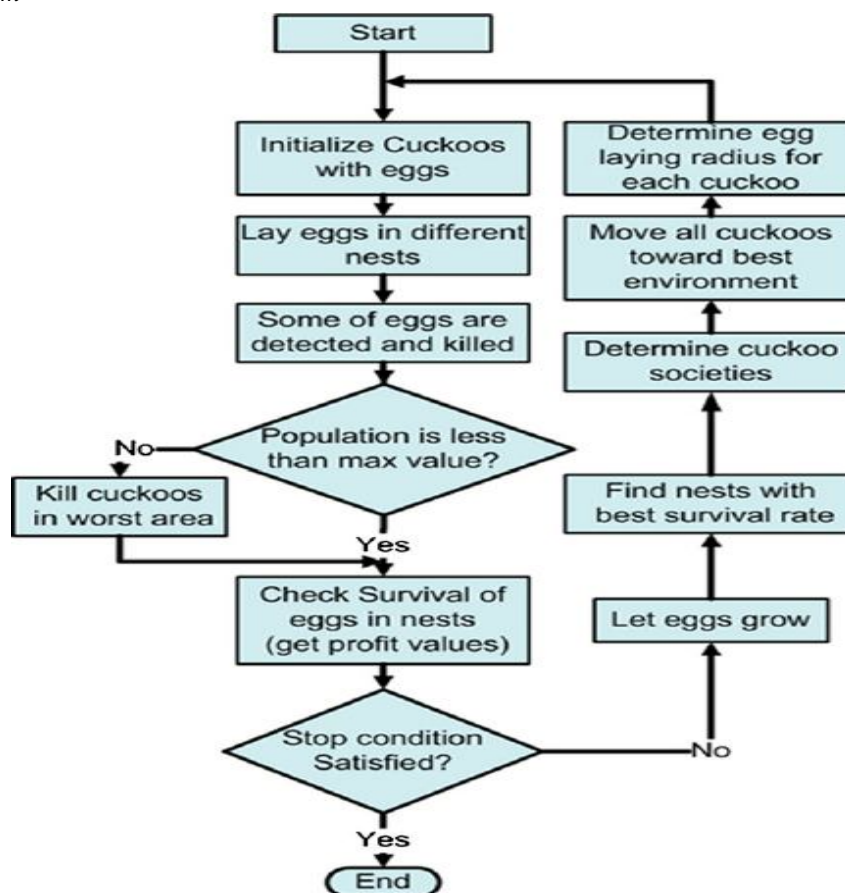 Start
Initialize Cuckoos
with eggs
Lay eggs in different
nests
Some of eggs are
detected and killed
Population is less
than max value?
No
Kill cuckoos
in worst area
Yes
Check Survival of
eggs in nests
(get profit values)
Stop condition
Satisfied?
Yes
End
No
Let eggs grow
Find nests with
best survival rate
Determine cuckoo
societies
Move all cuckoos
toward best
environment
Determine egg
laying radius for
each cuckoo